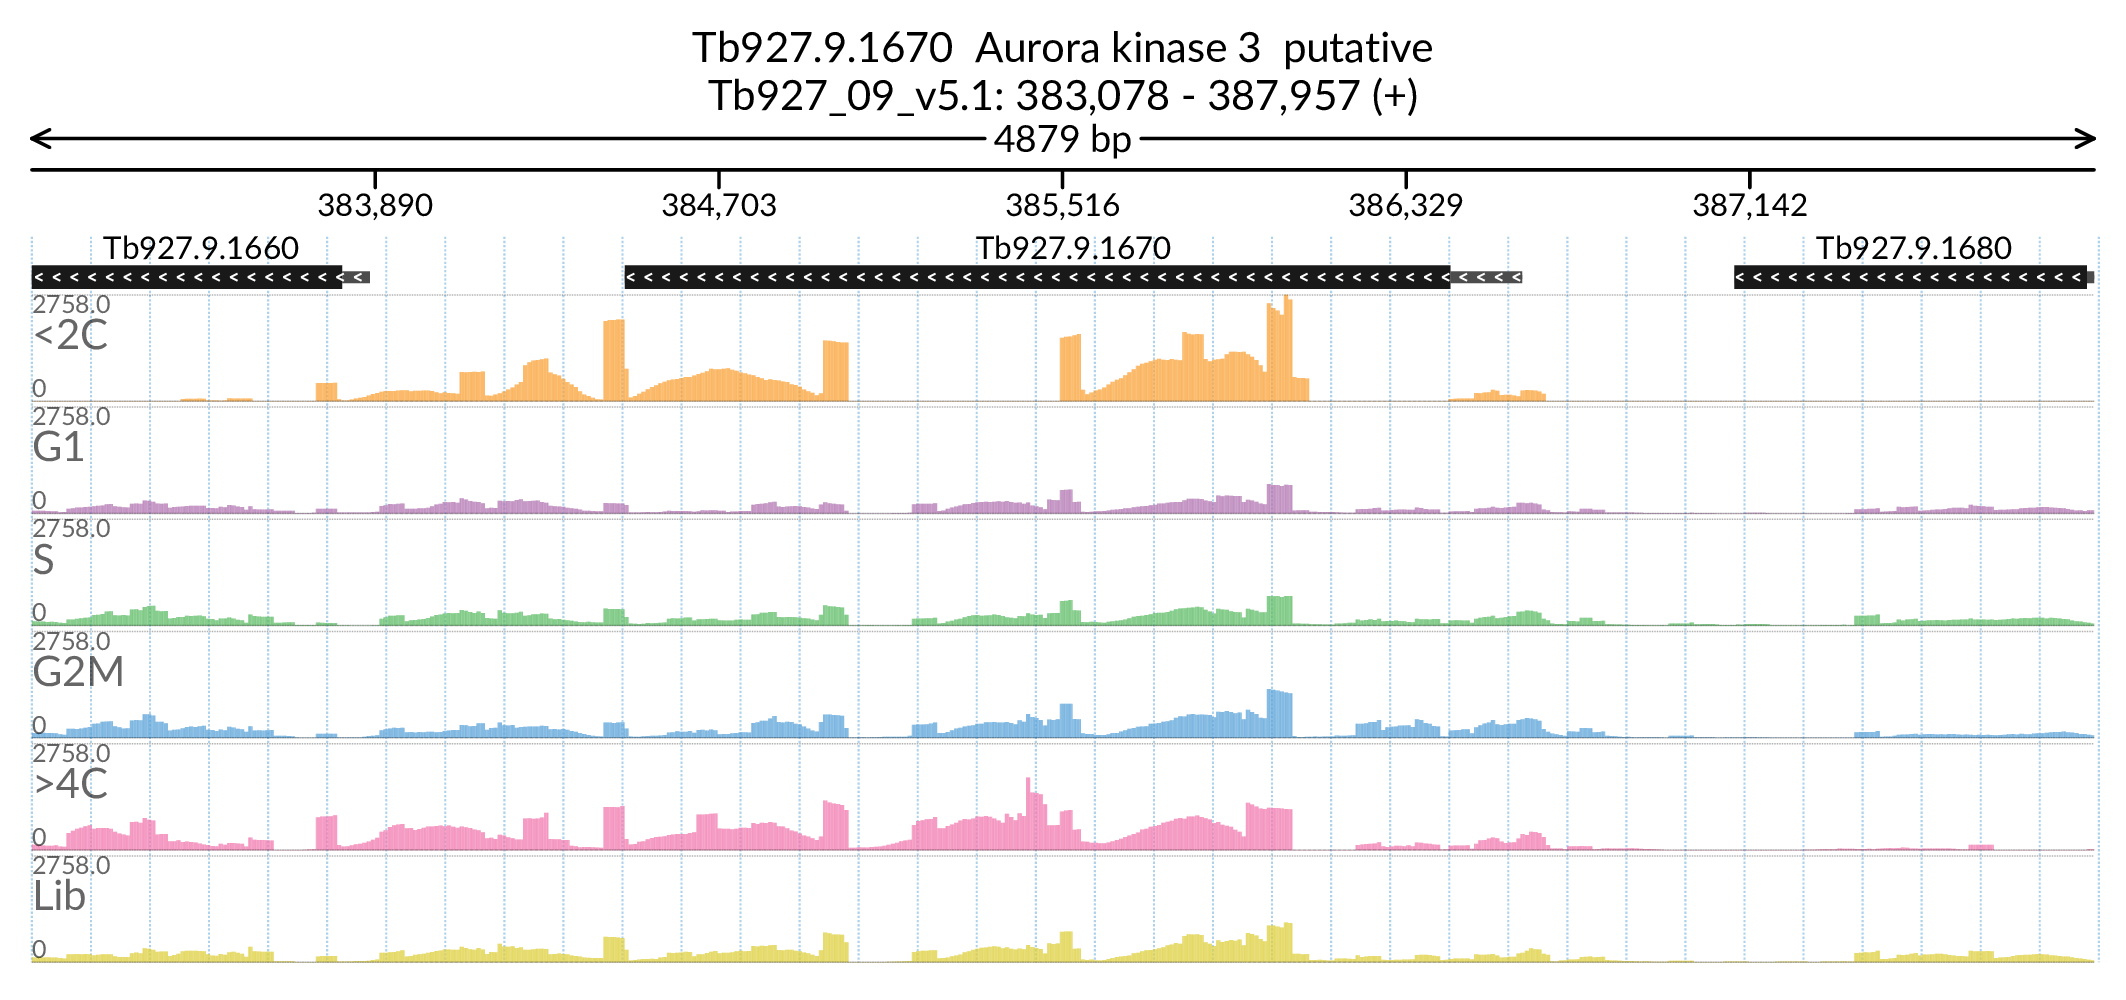 Tb927.9.1670 Aurora kinase 3 putative
Tb927_09_v5.1: 383,078 - 387,957 (+)
4879 bp
383,890 384,703 385,516 386,329 387,142
Tb927.9.1660 Tb927.9.1670 Tb927.9.1680
2758.0
<2C
0
2758.0
G1
0
2758.0
S
0
2758.0
G2M
0
2758.0
>4C
0
2758.0
Lib
0